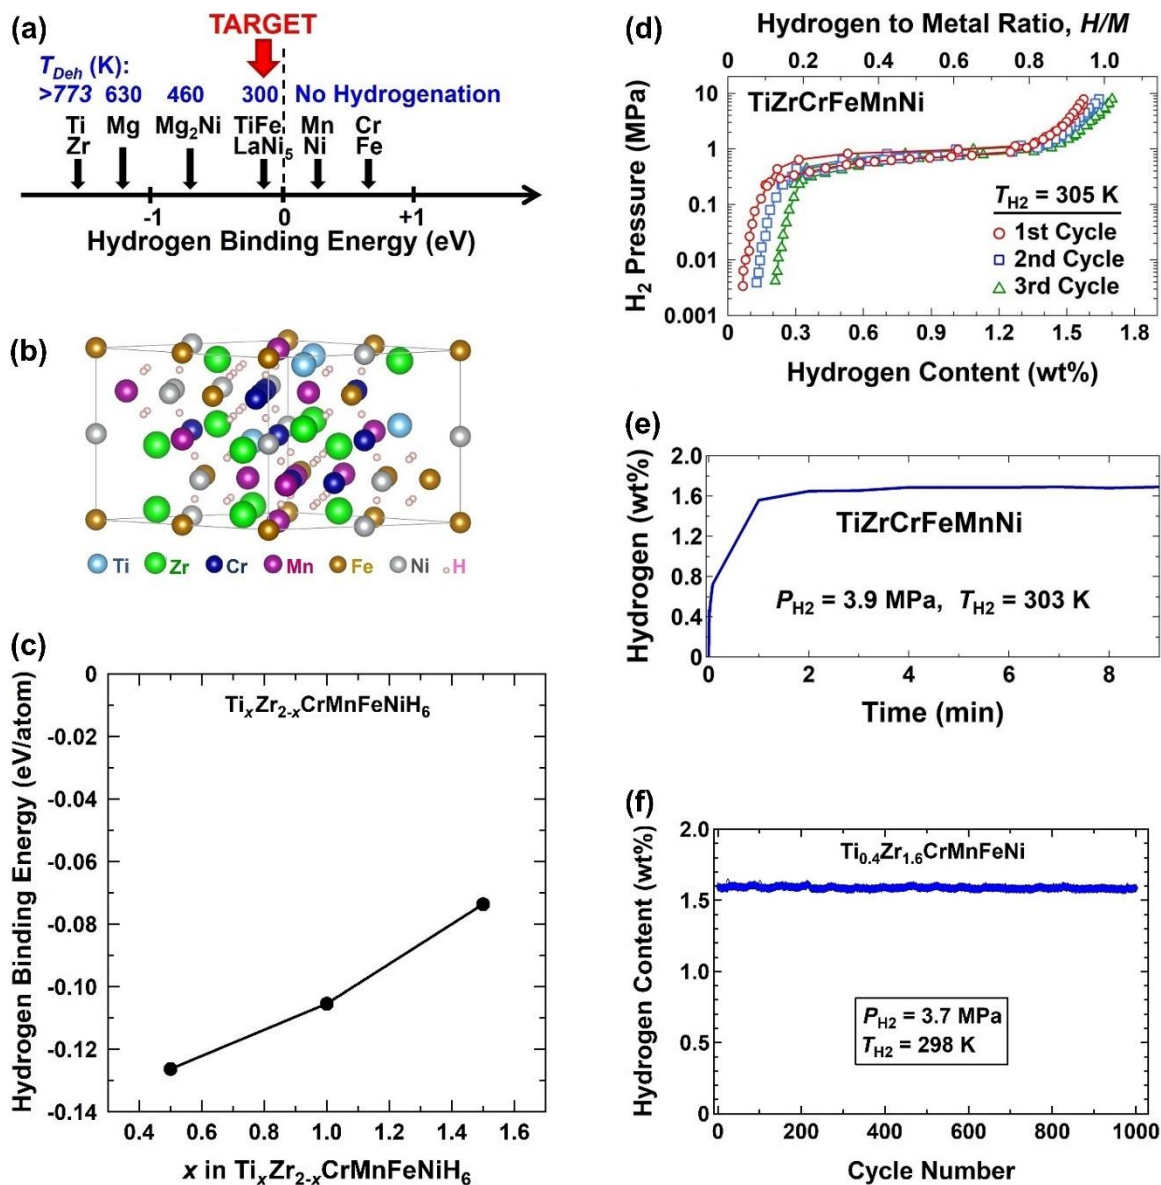 (a)
TARGET
T_Deh (K):
>773 630 460 300 No Hydrogenation
Ti Mg Mg₂Ni TiFe Mn Cr
Zr LaNi₅ Ni Fe
-1 0 +1
Hydrogen Binding Energy (eV)
(b)
Ti Zr Cr Mn Fe Ni H
(c)
Hydrogen Binding Energy (eV/atom)
0
-0.02
-0.04
-0.06
-0.08
-0.10
-0.12
-0.14
TiₓZr₂₋ₓCrMnFeNiH₆
0.4 0.6 0.8 1.0 1.2 1.4 1.6
x in TiₓZr₂₋ₓCrMnFeNiH₆
(d)
Hydrogen to Metal Ratio, H/M
0 0.2 0.4 0.6 0.8 1.0
H₂ Pressure (MPa)
10
1
0.1
0.01
0.001
TiZrCrFeMnNi
T_H2 = 305 K
1st Cycle
2nd Cycle
3rd Cycle
0 0.3 0.6 0.9 1.2 1.5 1.8
Hydrogen Content (wt%)
(e)
Hydrogen (wt%)
2.0
1.6
1.2
0.8
0.4
0
TiZrCrFeMnNi
P_H2 = 3.9 MPa, T_H2 = 303 K
0 2 4 6 8
Time (min)
(f)
Hydrogen Content (wt%)
2.0
1.5
1.0
0.5
0
Ti₀.₄Zr₁.₆CrMnFeNi
P_H2 = 3.7 MPa
T_H2 = 298 K
0 200 400 600 800 1000
Cycle Number